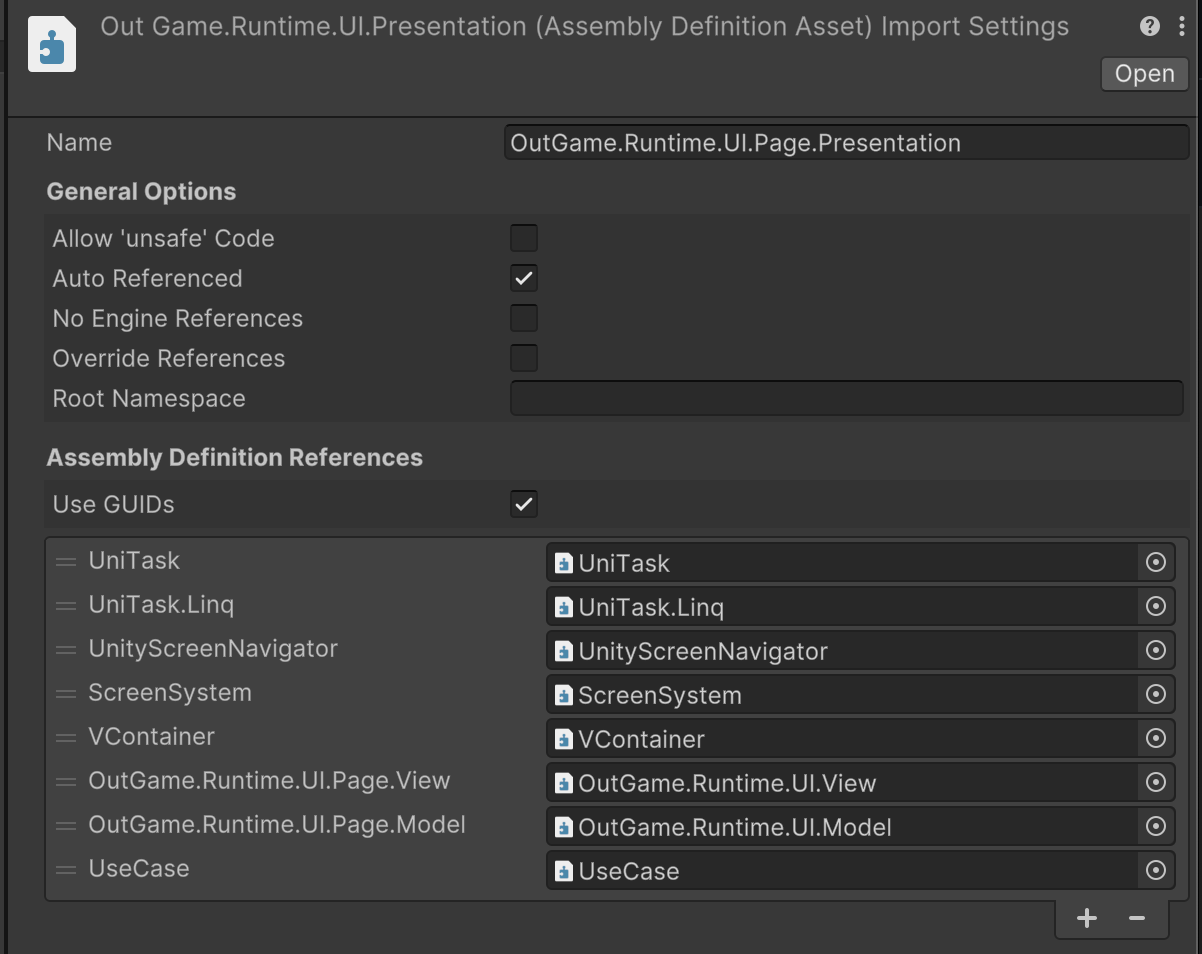 Out Game.Runtime.UI.Presentation (Assembly Definition Asset) Import Settings
Open
Name OutGame.Runtime.UI.Page.Presentation
General Options
Allow 'unsafe' Code
Auto Referenced
No Engine References
Override References
Root Namespace
Assembly Definition References
Use GUIDs
UniTask UniTask
UniTask.Linq UniTask.Linq
UnityScreenNavigator UnityScreenNavigator
ScreenSystem ScreenSystem
VContainer VContainer
OutGame.Runtime.UI.Page.View OutGame.Runtime.UI.View
OutGame.Runtime.UI.Page.Model OutGame.Runtime.UI.Model
UseCase UseCase